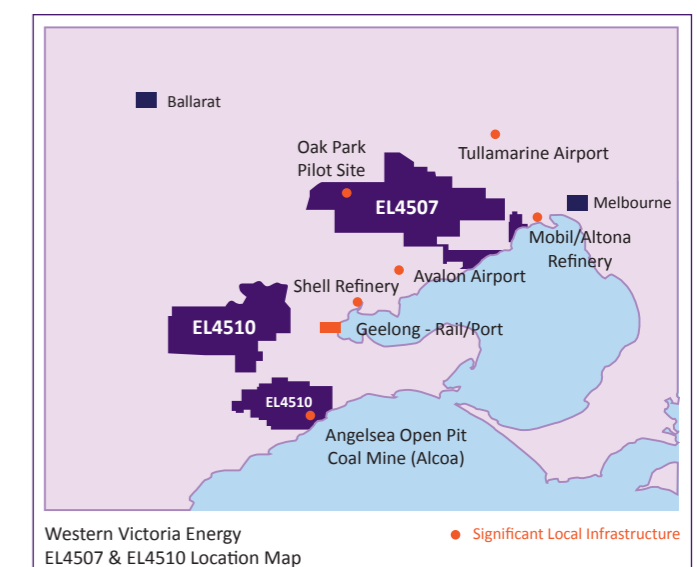 Ballarat
Oak Park
Pilot Site
Tullamarine Airport
EL4507
Melbourne
Mobil/Altona
Refinery
Avalon Airport
Shell Refinery
EL4510
Geelong - Rail/Port
EL4510
Angelsea Open Pit
Coal Mine (Alcoa)
Western Victoria Energy
EL4507 & EL4510 Location Map
Significant Local Infrastructure